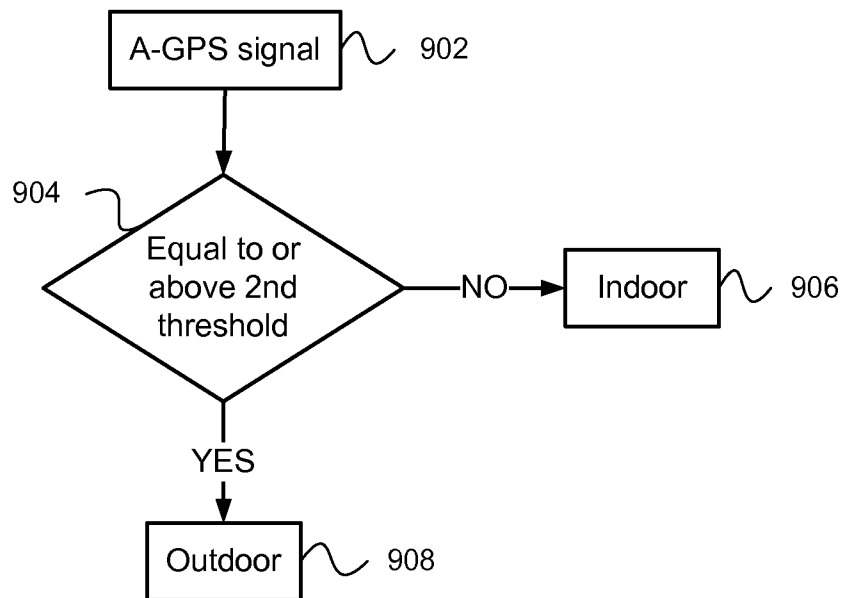 A-GPS signal
902
904
Equal to or
above 2nd
threshold
NO
Indoor
906
YES
Outdoor
908